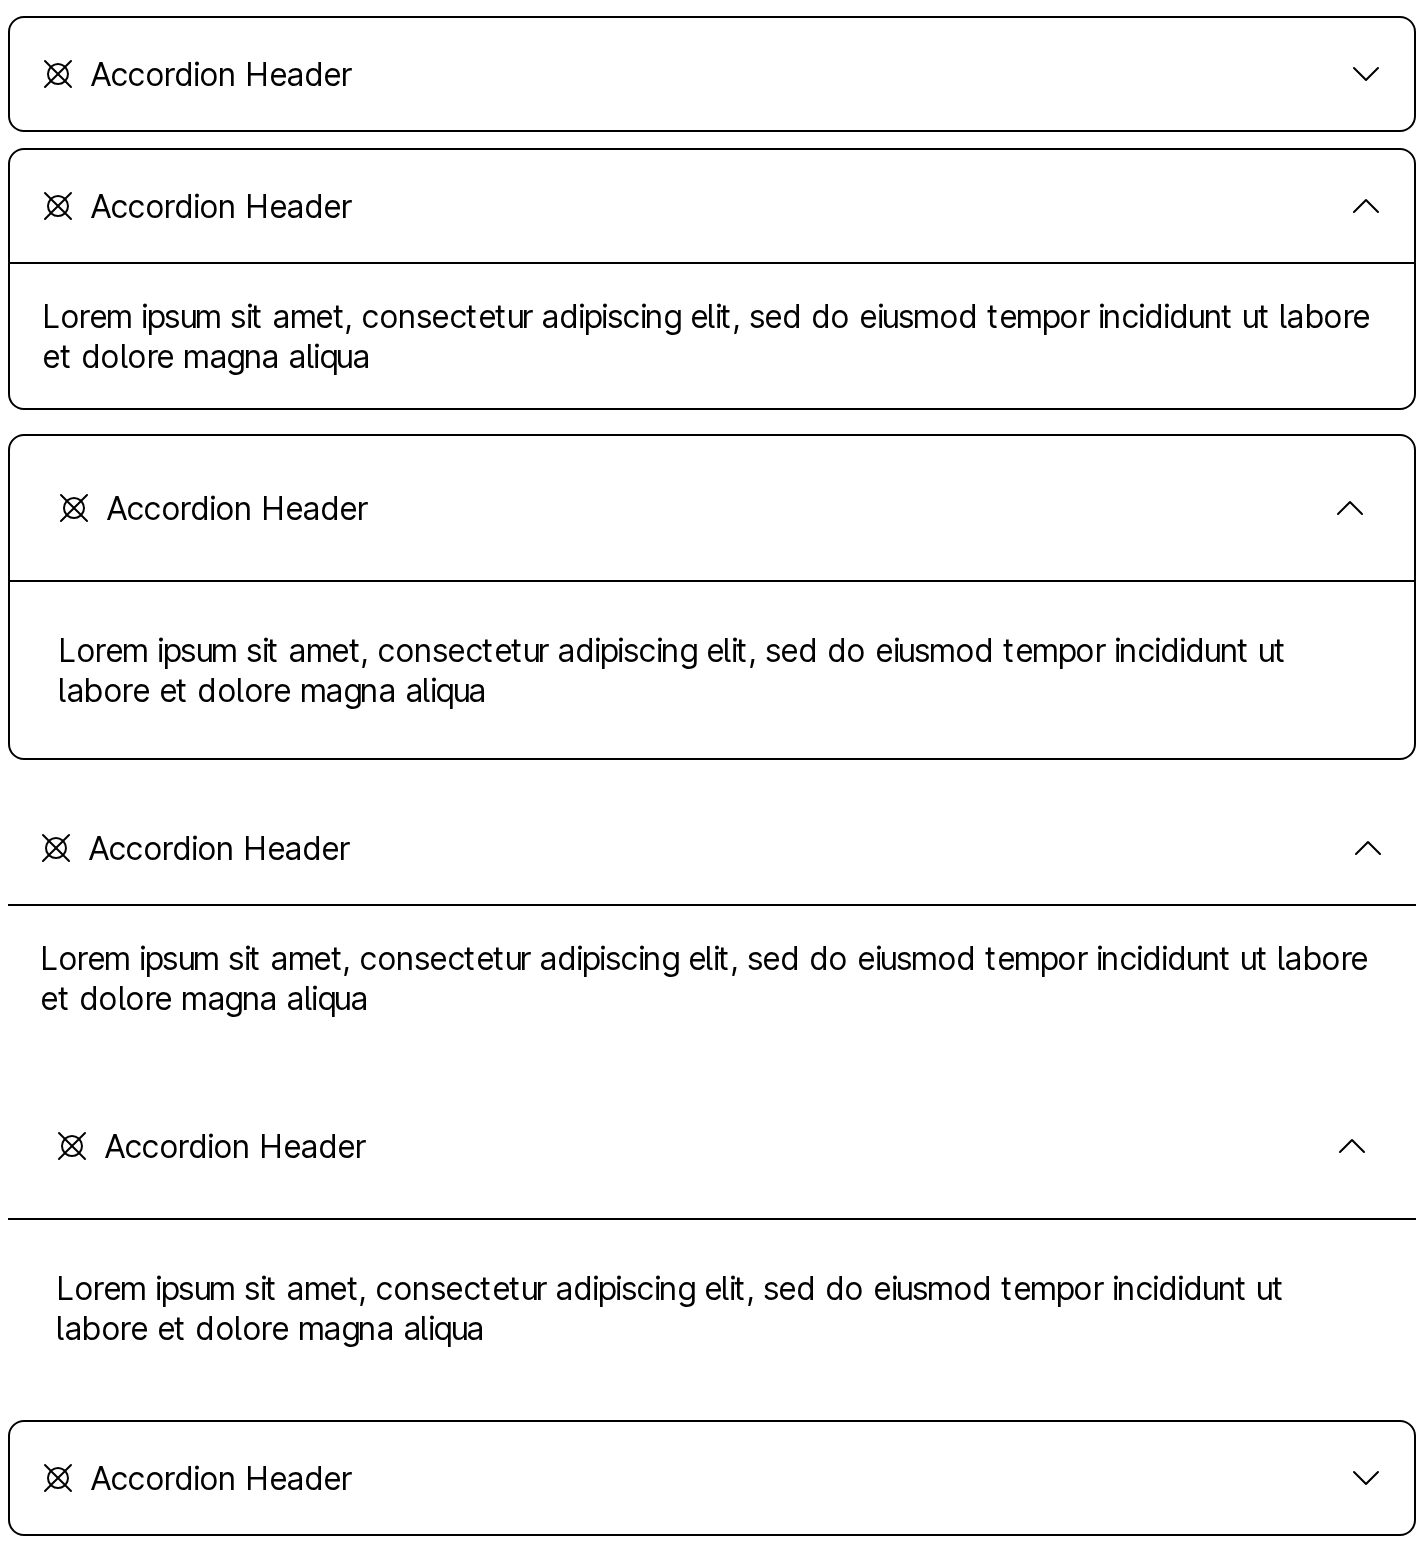 Accordion Header
Accordion Header
Lorem ipsum sit amet, consectetur adipiscing elit, sed do eiusmod tempor incididunt ut labore
et dolore magna aliqua
Accordion Header
Lorem ipsum sit amet, consectetur adipiscing elit, sed do eiusmod tempor incididunt ut
labore et dolore magna aliqua
Accordion Header
Lorem ipsum sit amet, consectetur adipiscing elit, sed do eiusmod tempor incididunt ut labore
et dolore magna aliqua
Accordion Header
Lorem ipsum sit amet, consectetur adipiscing elit, sed do eiusmod tempor incididunt ut
labore et dolore magna aliqua
Accordion Header